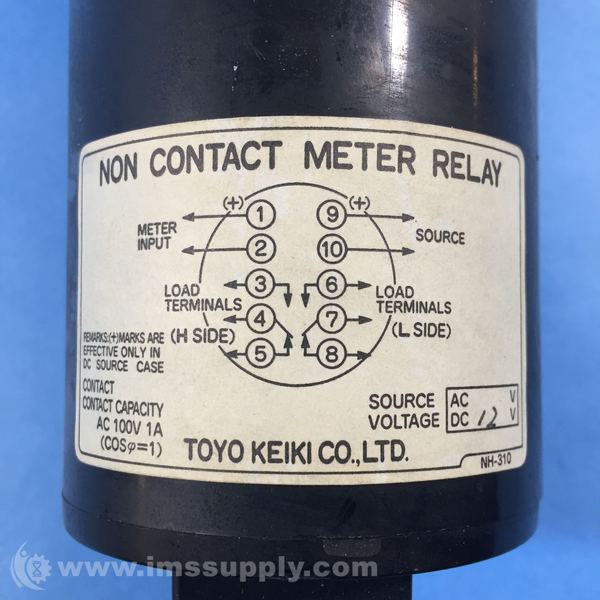 NON CONTACT METER RELAY
(+) 1 9 (+)
METER
INPUT
SOURCE
2 10
3 6
LOAD
TERMINALS
(H SIDE)
LOAD
TERMINALS
(L SIDE)
4 7
5 8
REMARKS:(+)MARKS ARE
EFFECTIVE ONLY IN
DC SOURCE CASE
CONTACT
CONTACT CAPACITY
AC 100V 1A
(COSφ=1)
SOURCE
VOLTAGE
AC V
DC 12 V
TOYO KEIKI CO.,LTD.
NH-310
www.imssupply.com